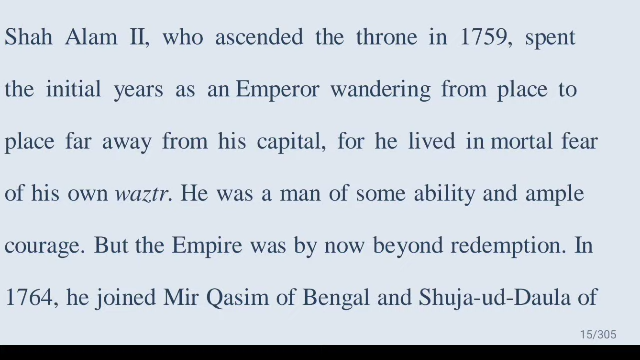 Shah Alam II, who ascended the throne in 1759, spent
the initial years as an Emperor wandering from place to
place far away from his capital, for he lived in mortal fear
of his own waztr. He was a man of some ability and ample
courage. But the Empire was by now beyond redemption. In
1764, he joined Mir Qasim of Bengal and Shuja-ud-Daula of
15/305